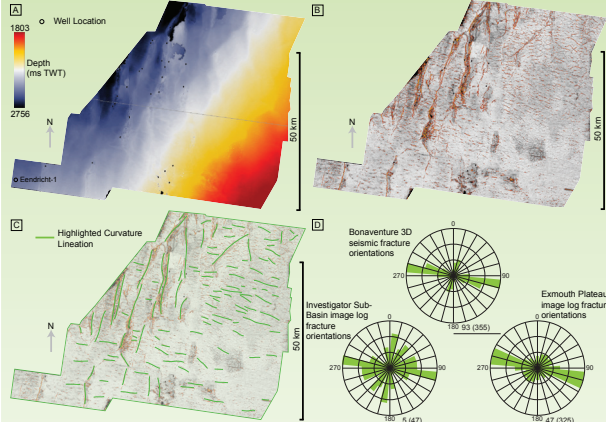 A
1803
Well Location
Depth
(ms TWT)
2756
N
Eendricht-1
50 km
B
N
50 km
C
Highlighted Curvature
Lineation
N
50 km
D
Bonaventure 3D
seismic fracture
orientations
0
270
90
180
93 (355)
Investigator Sub-
Basin image log
fracture
orientations
0
270
90
180
5 (47)
Exmouth Plateau
image log fracture
orientations
0
270
90
180
47 (325)